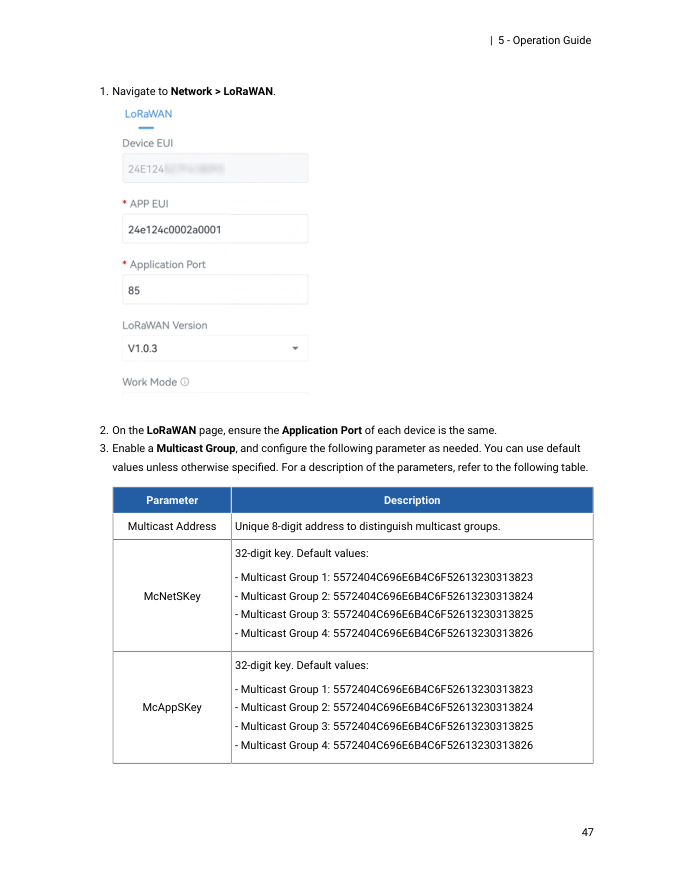 | 5 - Operation Guide
1. Navigate to Network > LoRaWAN.
LoRaWAN
Device EUI
24E124
* APP EUI
24e124c0002a0001
* Application Port
85
LoRaWAN Version
V1.0.3
Work Mode
2. On the LoRaWAN page, ensure the Application Port of each device is the same.
3. Enable a Multicast Group, and configure the following parameter as needed. You can use default
values unless otherwise specified. For a description of the parameters, refer to the following table.
Parameter Description
Multicast Address Unique 8-digit address to distinguish multicast groups.
McNetSKey
32-digit key. Default values:
- Multicast Group 1: 5572404C696E6B4C6F52613230313823
- Multicast Group 2: 5572404C696E6B4C6F52613230313824
- Multicast Group 3: 5572404C696E6B4C6F52613230313825
- Multicast Group 4: 5572404C696E6B4C6F52613230313826
McAppSKey
32-digit key. Default values:
- Multicast Group 1: 5572404C696E6B4C6F52613230313823
- Multicast Group 2: 5572404C696E6B4C6F52613230313824
- Multicast Group 3: 5572404C696E6B4C6F52613230313825
- Multicast Group 4: 5572404C696E6B4C6F52613230313826
47